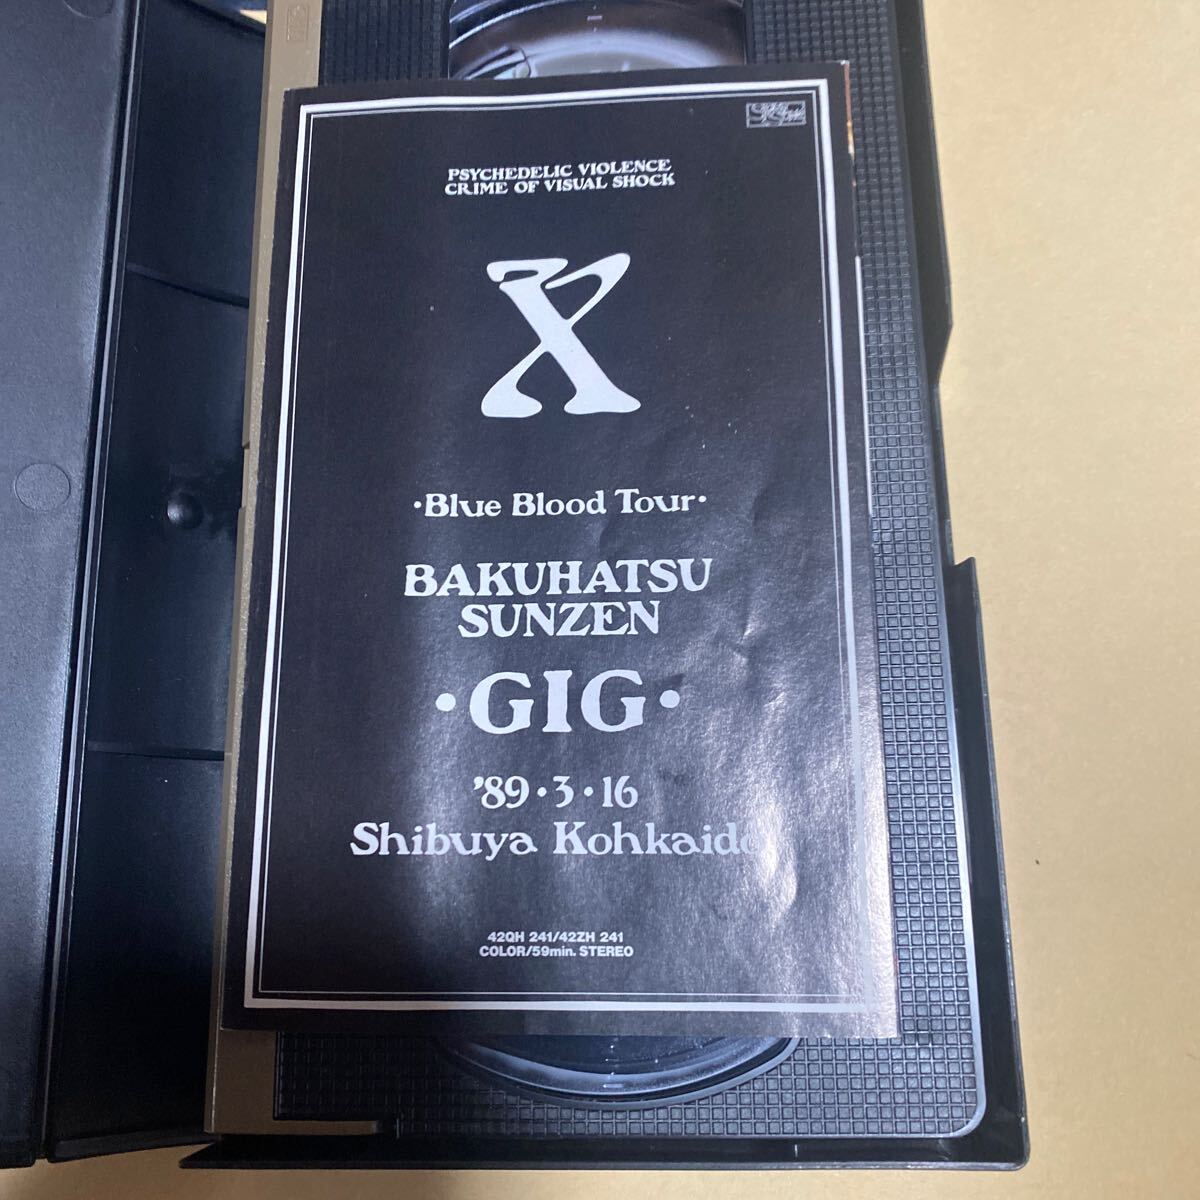 PSYCHEDELIC VIOLENCE
CRIME OF VISUAL SHOCK
X
•Blue Blood Tour•
BAKUHATSU
SUNZEN
•GIG•
'89•3•16
Shibuya Kohkaido
42QH 241/42ZH 241
COLOR/59min. STEREO